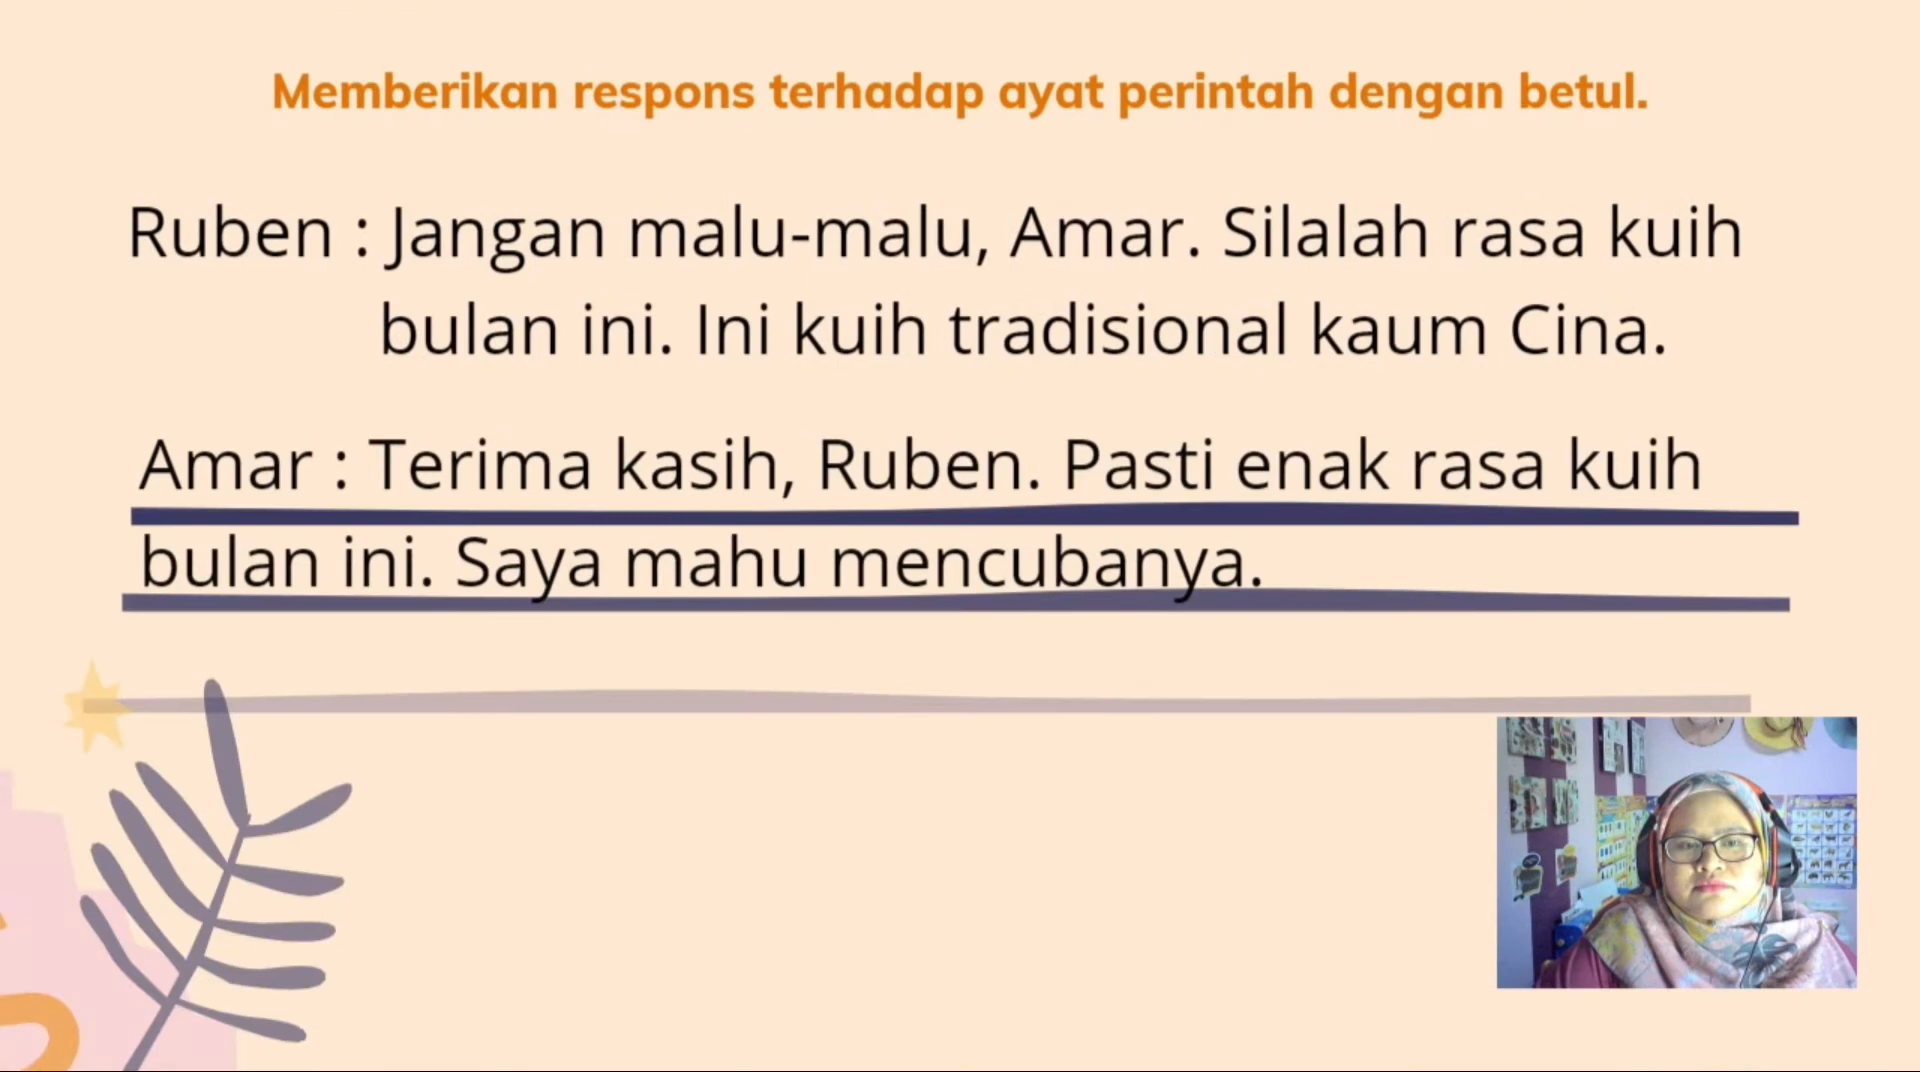 Memberikan respons terhadap ayat perintah dengan betul.
Ruben : Jangan malu-malu, Amar. Silalah rasa kuih
bulan ini. Ini kuih tradisional kaum Cina.
Amar : Terima kasih, Ruben. Pasti enak rasa kuih
bulan ini. Saya mahu mencubanya.